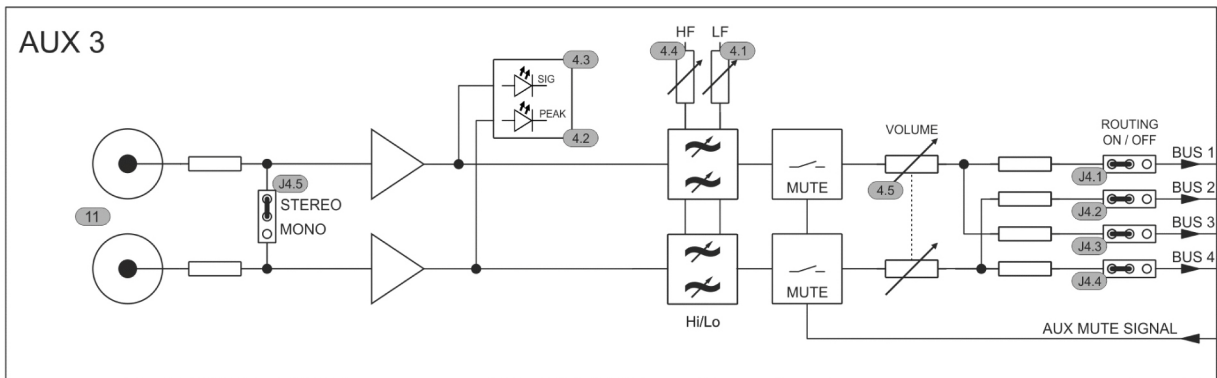 AUX 3
HF LF
4.4
4.1
4.3
SIG
PEAK
4.2
VOLUME
ROUTING
ON / OFF
BUS 1
J4.1
J4.5
STEREO
MONO
11
MUTE
4.5
BUS 2
J4.2
BUS 3
J4.3
BUS 4
J4.4
MUTE
Hi/Lo
AUX MUTE SIGNAL